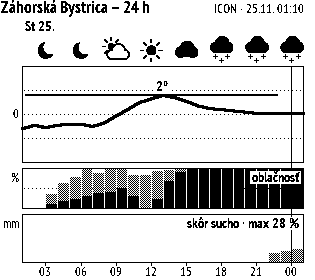 Záhorská Bystrica – 24 h
ICON · 25.11. 01:10
St 25.
2°
0
%
oblačnosť
mm
skôr sucho · max 28 %
03 06 09 12 15 18 21 00